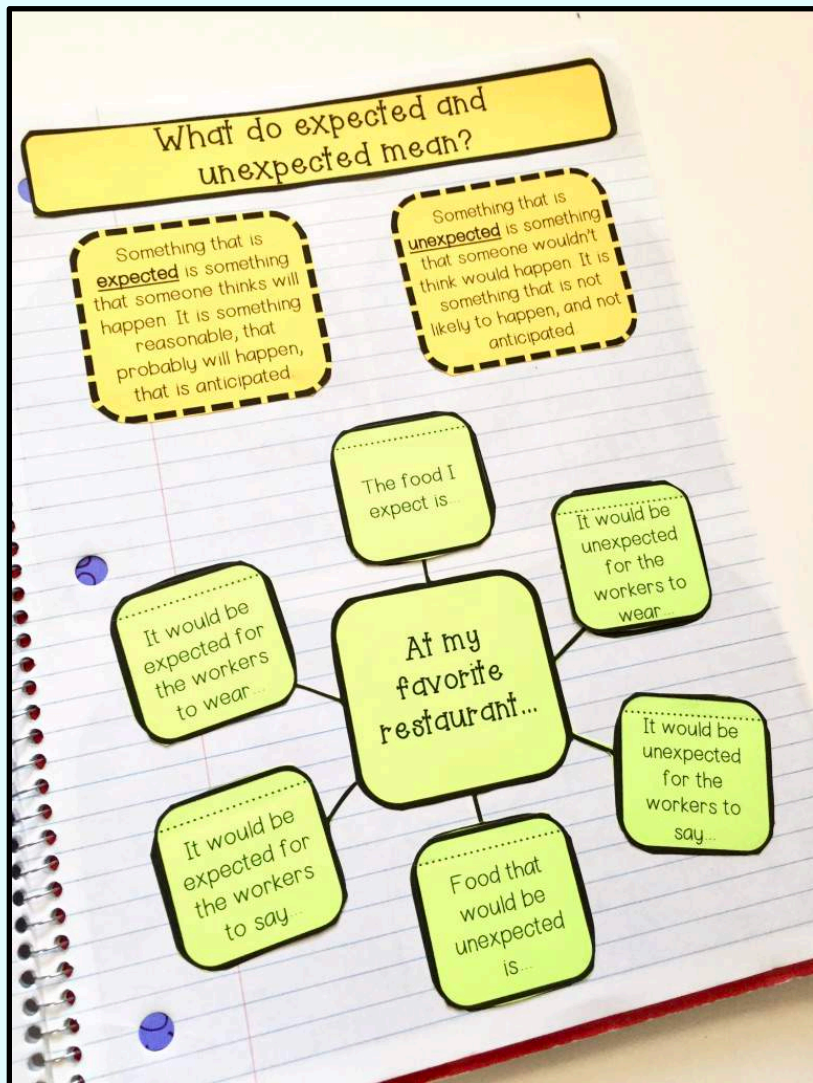 What do expected and
unexpected mean?
Something that is
expected is something
that someone thinks will
happen. It is something
reasonable, that
probably will happen,
that is anticipated.
Something that is
unexpected is something
that someone wouldn't
think would happen. It is
something that is not
likely to happen, and not
anticipated.
The food I
expect is...
It would be
unexpected
for the
workers to
wear...
It would be
expected for
the workers
to wear...
At my
favorite
restaurant...
It would be
unexpected
for the
workers to
say...
It would be
expected for
the workers
to say...
Food that
would be
unexpected
is...